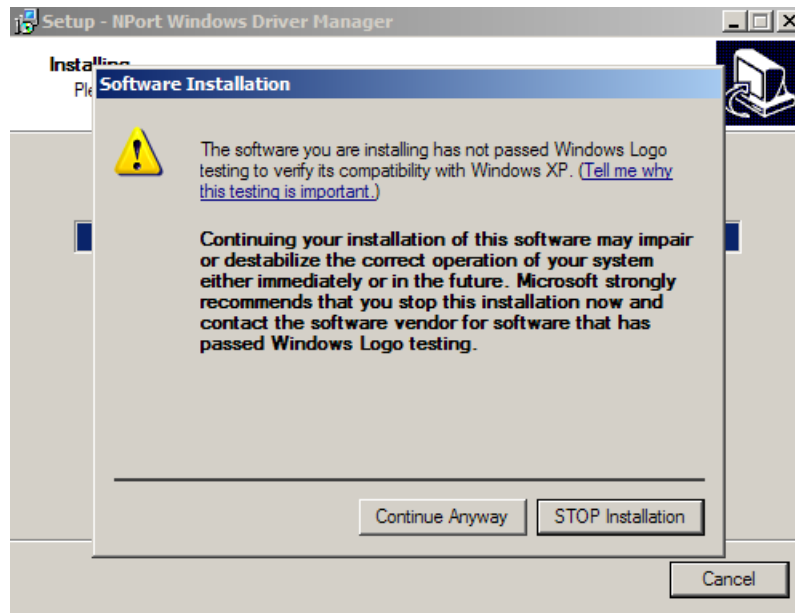 Setup - NPort Windows Driver Manager
Installing
Software Installation
The software you are installing has not passed Windows Logo
testing to verify its compatibility with Windows XP. (Tell me why
this testing is important.)
Continuing your installation of this software may impair
or destabilize the correct operation of your system
either immediately or in the future. Microsoft strongly
recommends that you stop this installation now and
contact the software vendor for software that has
passed Windows Logo testing.
Continue Anyway STOP Installation
Cancel